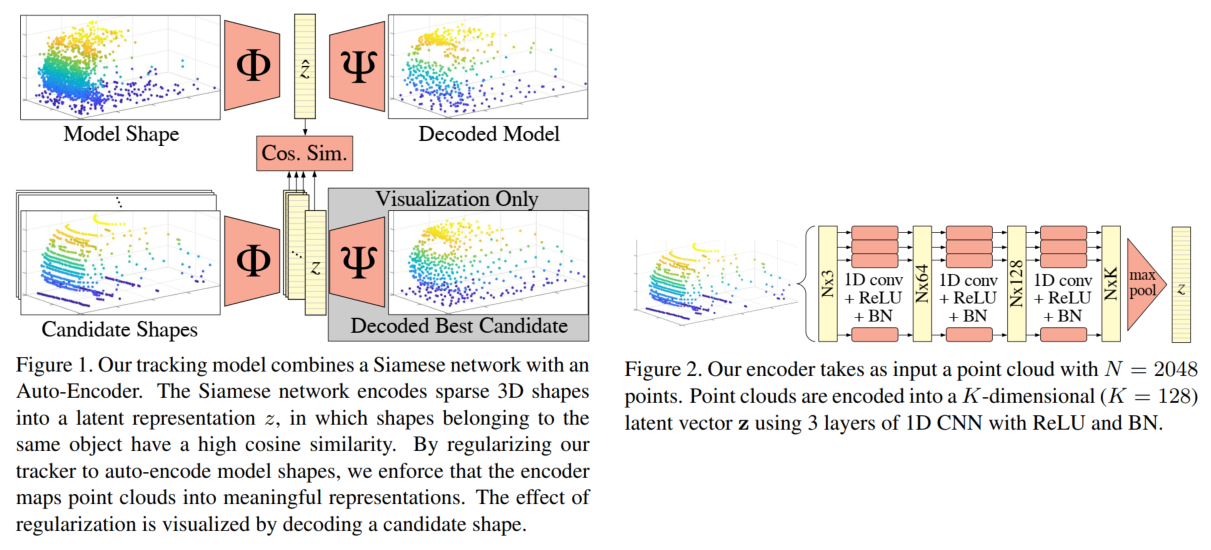 Φ
ẑ
Ψ
Model Shape
Decoded Model
Cos. Sim.
Visualization Only
Φ
z
Ψ
Candidate Shapes
Decoded Best Candidate
Figure 1. Our tracking model combines a Siamese network with an
Auto-Encoder. The Siamese network encodes sparse 3D shapes
into a latent representation z, in which shapes belonging to the
same object have a high cosine similarity. By regularizing our
tracker to auto-encode model shapes, we enforce that the encoder
maps point clouds into meaningful representations. The effect of
regularization is visualized by decoding a candidate shape.
Nx3
1D conv
+ ReLU
+ BN
Nx64
1D conv
+ ReLU
+ BN
Nx128
1D conv
+ ReLU
+ BN
NxK
max
pool
z
Figure 2. Our encoder takes as input a point cloud with N = 2048
points. Point clouds are encoded into a K-dimensional (K = 128)
latent vector z using 3 layers of 1D CNN with ReLU and BN.